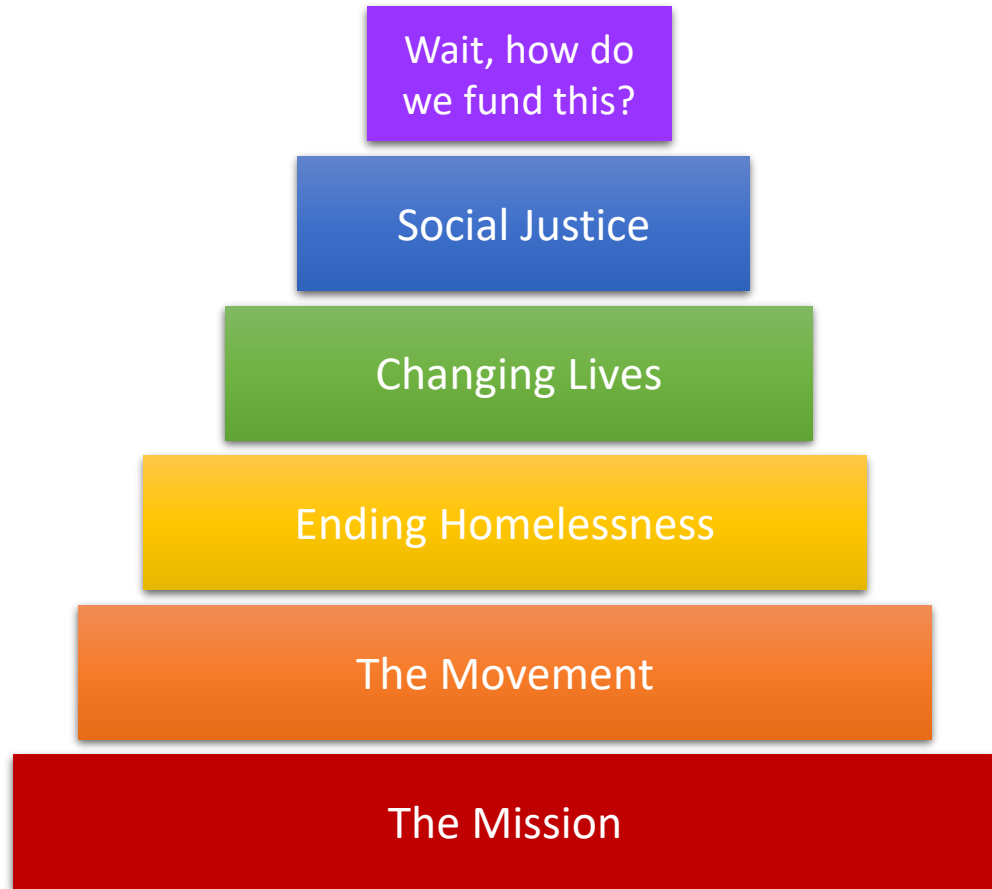 Wait, how do
we fund this?
Social Justice
Changing Lives
Ending Homelessness
The Movement
The Mission